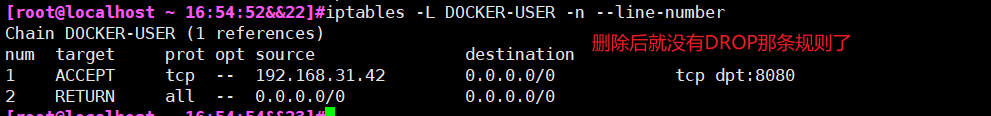 [root@localhost ~ 16:54:52&&22]#iptables -L DOCKER-USER -n --line-number
Chain DOCKER-USER (1 references)
删除后就没有DROP那条规则了
num target prot opt source destination
1 ACCEPT tcp -- 192.168.31.42 0.0.0.0/0 tcp dpt:8080
2 RETURN all -- 0.0.0.0/0 0.0.0.0/0
[root@localhost ~ 16:54:54&&23]#